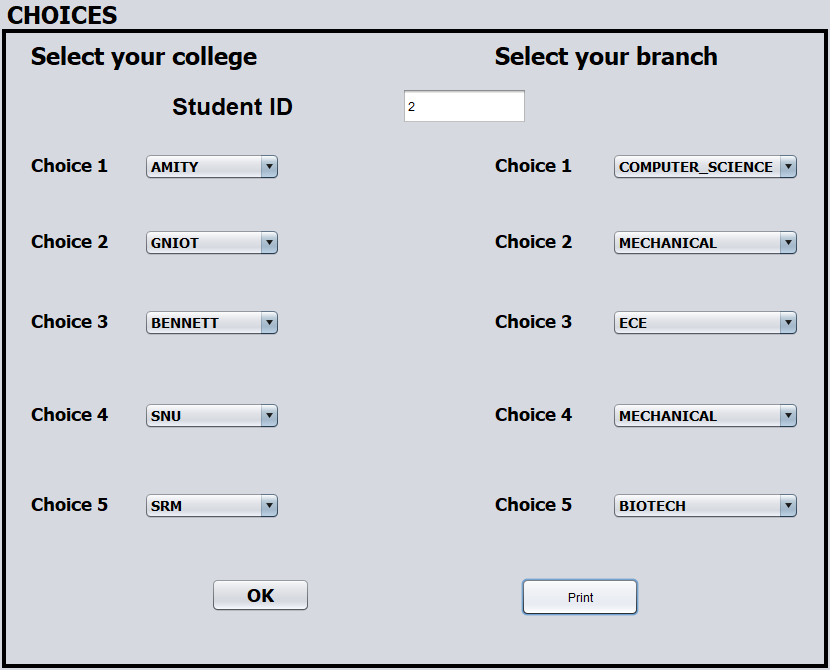 CHOICES
Select your college Select your branch
Student ID 2
Choice 1 AMITY Choice 1 COMPUTER_SCIENCE
Choice 2 GNIOT Choice 2 MECHANICAL
Choice 3 BENNETT Choice 3 ECE
Choice 4 SNU Choice 4 MECHANICAL
Choice 5 SRM Choice 5 BIOTECH
OK Print